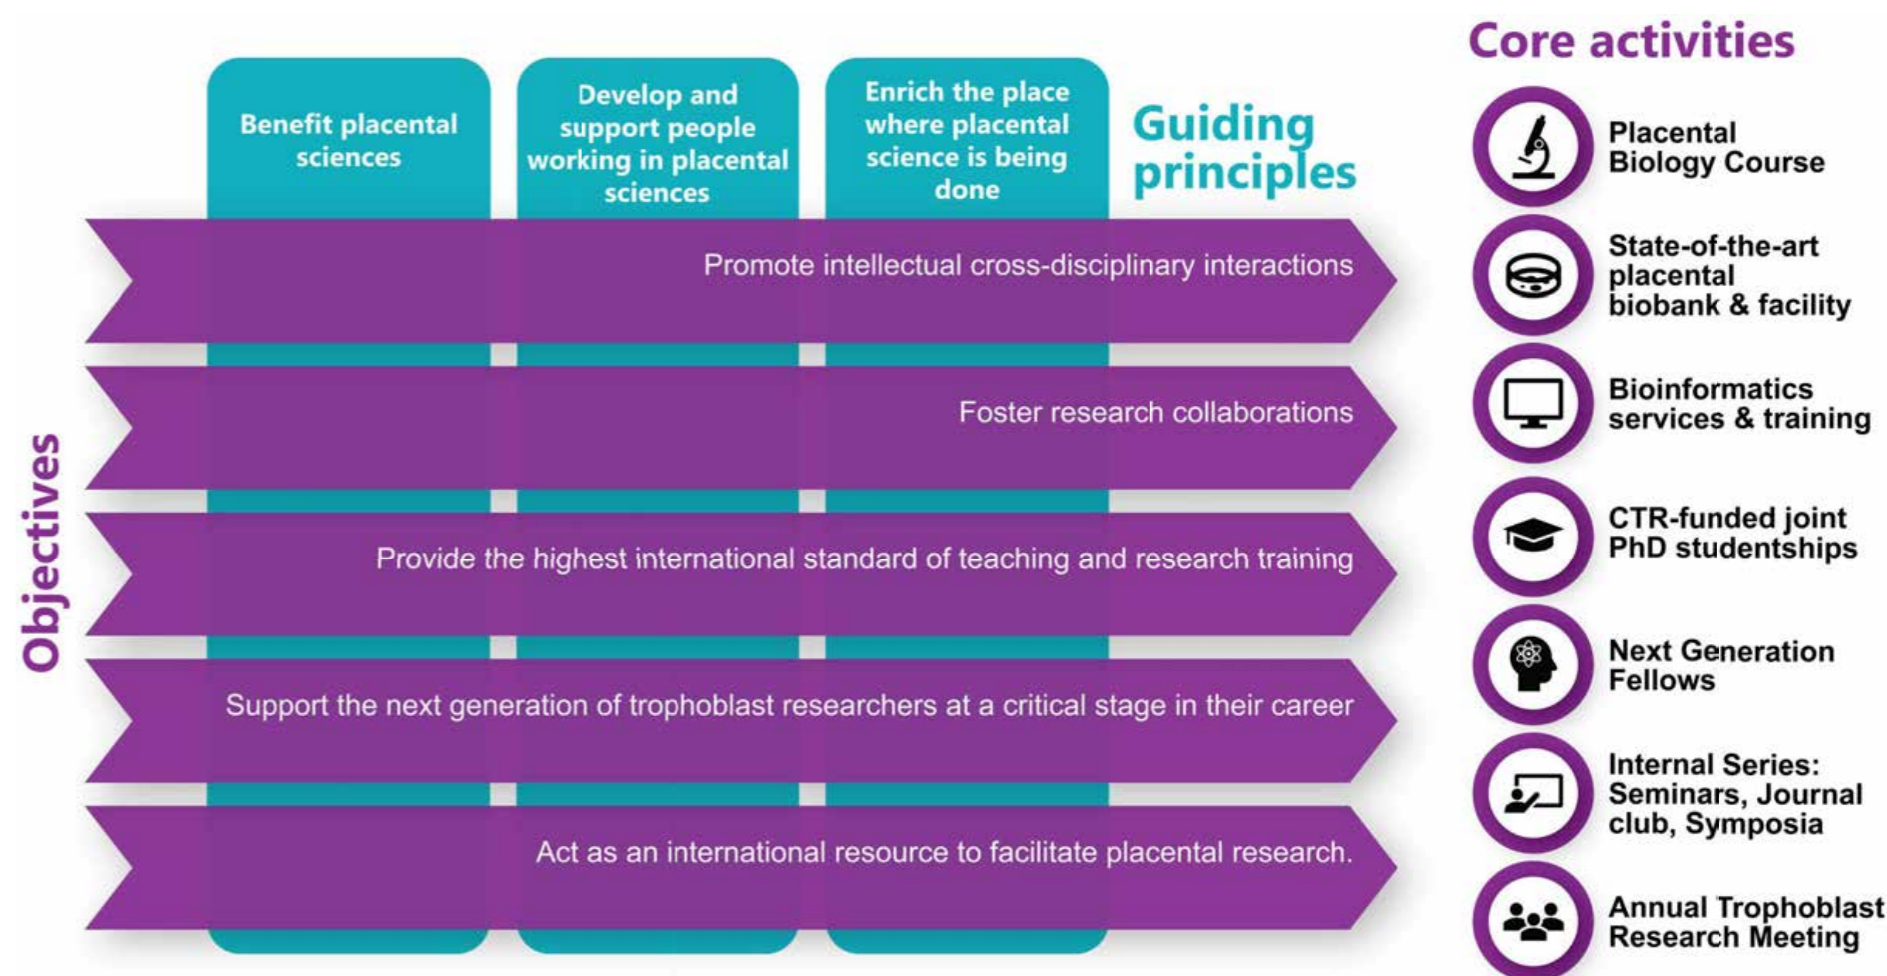 Benefit placental
sciences
Develop and
support people
working in placental
sciences
Enrich the place
where placental
science is being
done
Guiding
principles
Objectives
Promote intellectual cross-disciplinary interactions
Foster research collaborations
Provide the highest international standard of teaching and research training
Support the next generation of trophoblast researchers at a critical stage in their career
Act as an international resource to facilitate placental research.
Core activities
Placental
Biology Course
State-of-the-art
placental
biobank & facility
Bioinformatics
services & training
CTR-funded joint
PhD studentships
Next Generation
Fellows
Internal Series:
Seminars, Journal
club, Symposia
Annual Trophoblast
Research Meeting